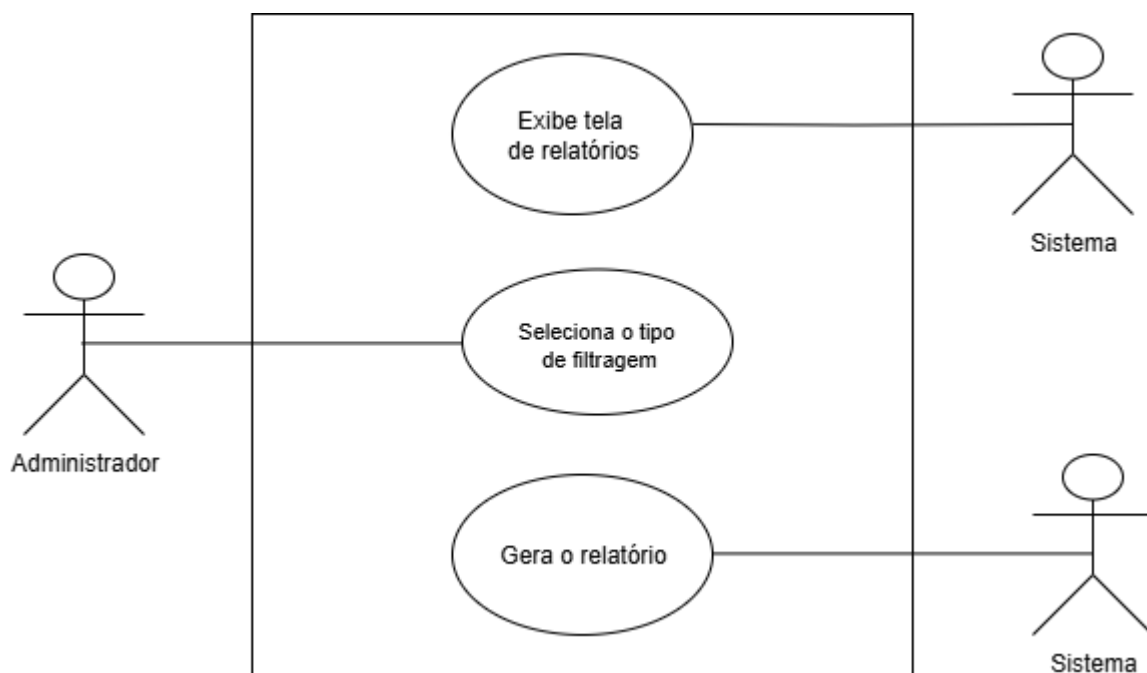 Exibe tela
de relatórios
Sistema
Seleciona o tipo
de filtragem
Administrador
Gera o relatório
Sistema